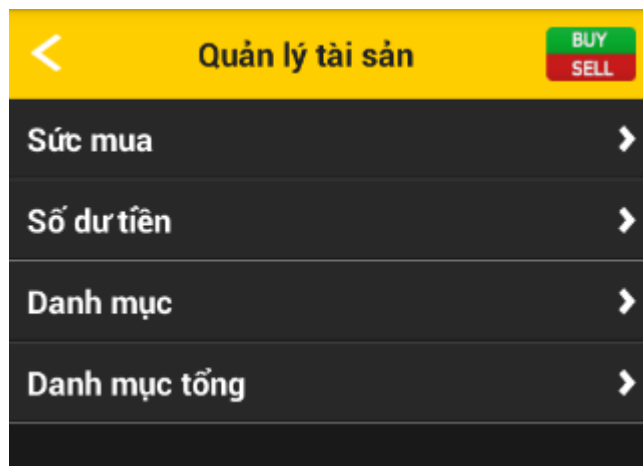 Quản lý tài sản
BUY
SELL
Sức mua
Số dư tiền
Danh mục
Danh mục tổng